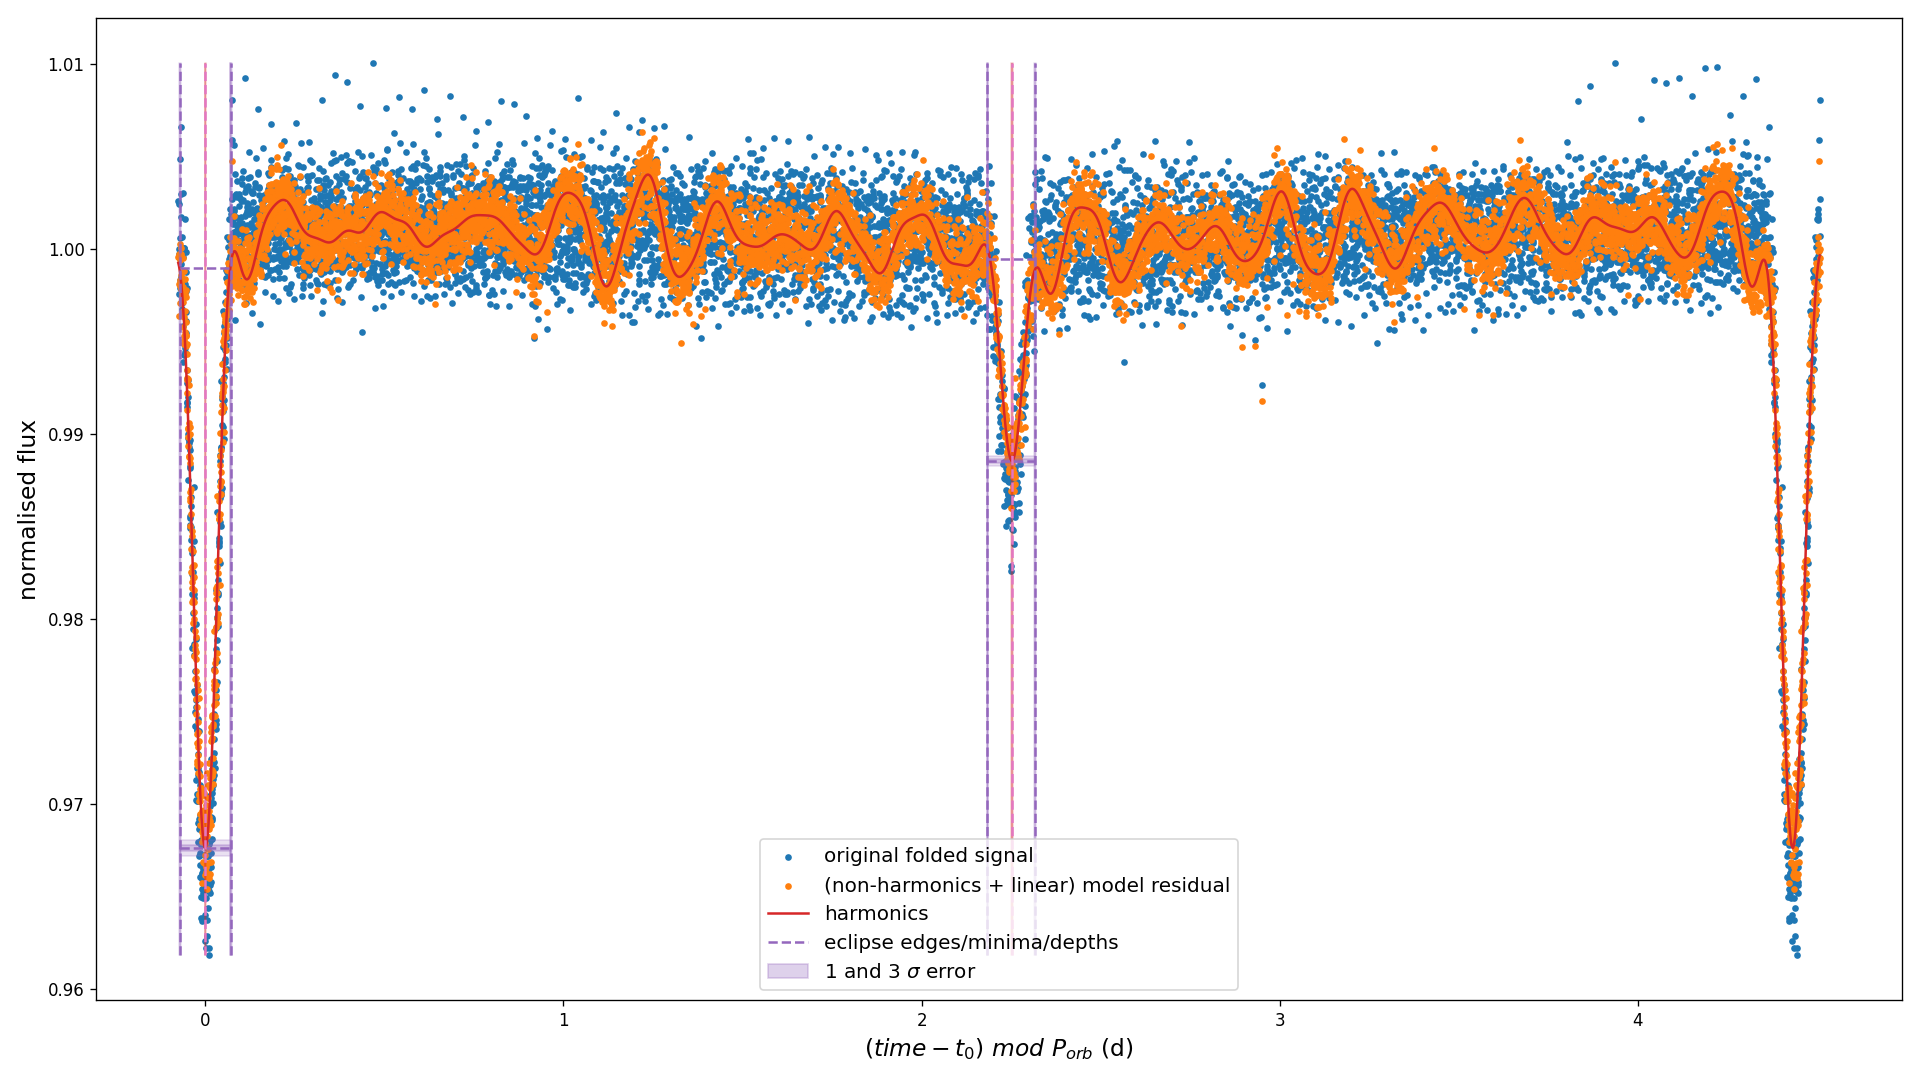 1.01
1.00
0.99
0.98
0.97
0.96
normalised flux
original folded signal
(non-harmonics + linear) model residual
harmonics
eclipse edges/minima/depths
1 and 3 σ error
0 1 2 3 4
(time − t₀) mod Pₒᵣb (d)